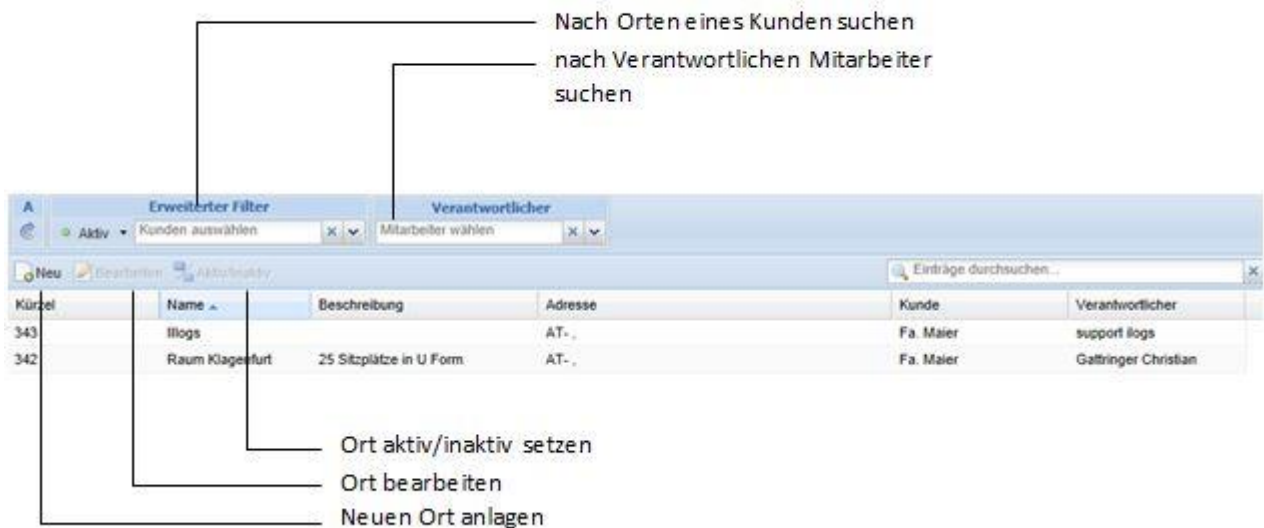 Nach Orten eines Kunden suchen
nach Verantwortlichen Mitarbeiter
suchen
A Erweiterter Filter Verantwortlicher
Aktiv Kunden auswählen Mitarbeiter wählen
Neu Bearbeiten Aktiv/Inaktiv Einträge durchsuchen...
Kürzel Name Beschreibung Adresse Kunde Verantwortlicher
343 Illogs AT- , Fa. Maier support ilogs
342 Raum Klagenfurt 25 Sitzplätze in U Form AT- , Fa. Maier Gattringer Christian
Ort aktiv/inaktiv setzen
Ort bearbeiten
Neuen Ort anlagen